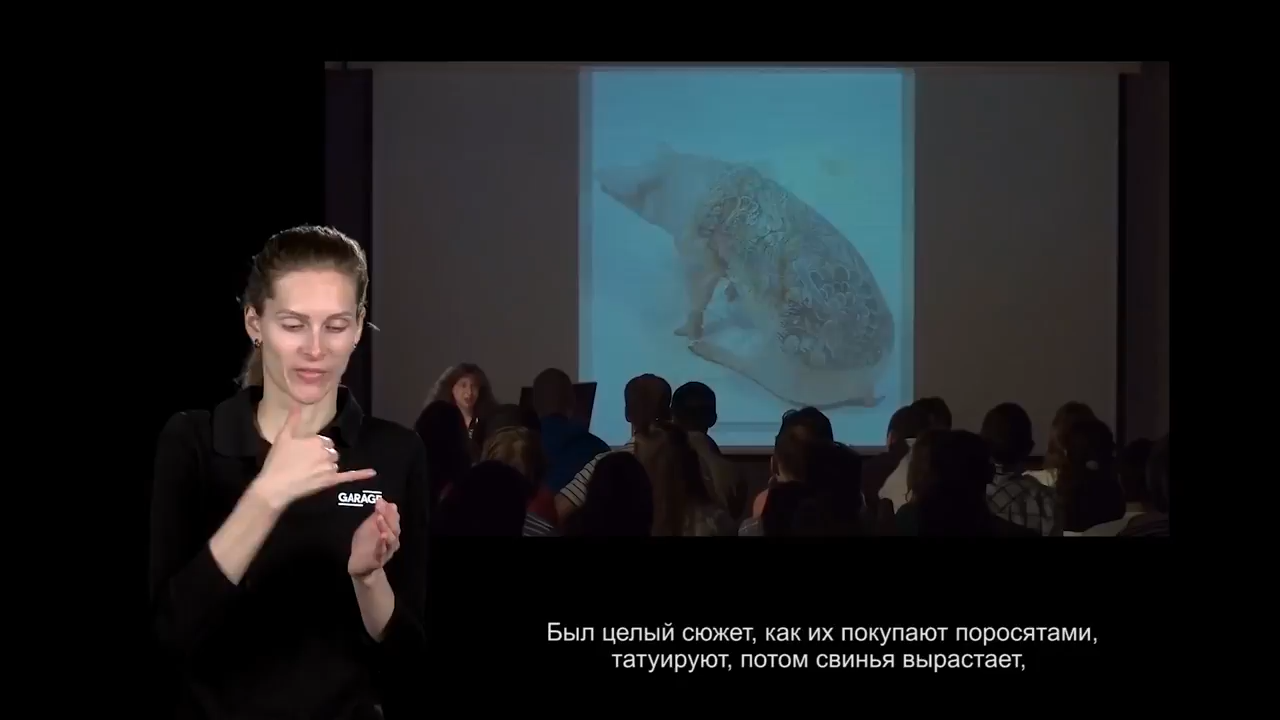 GARAGE
Был целый сюжет, как их покупают поросятами,
татуируют, потом свинья вырастает,